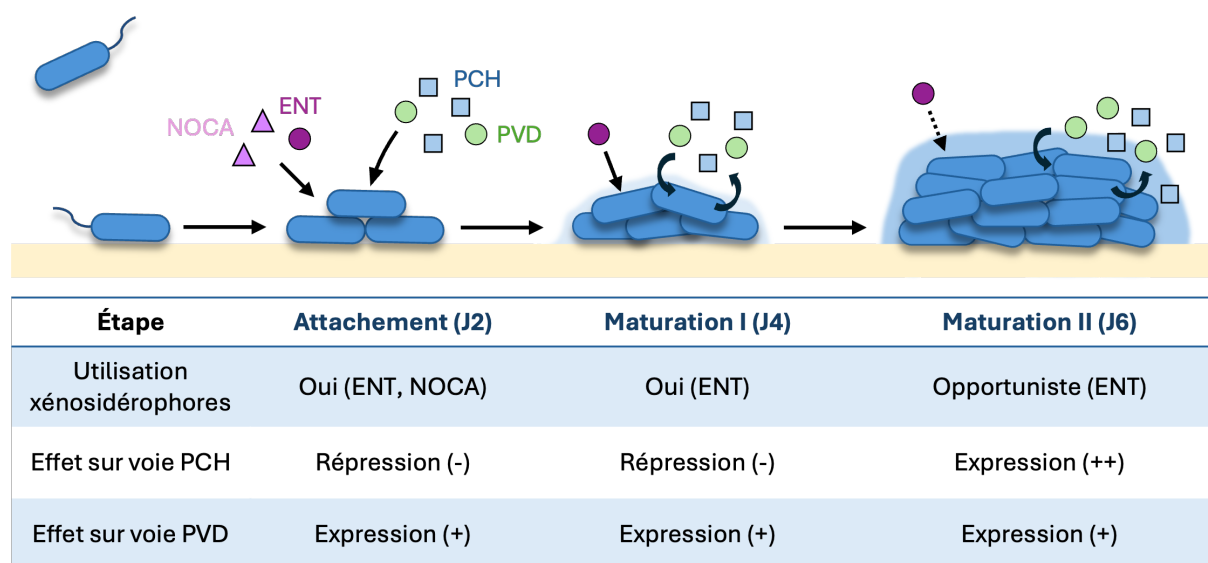 NOCA
ENT
PCH
PVD
Étape Attachement (J2) Maturation I (J4) Maturation II (J6)
Utilisation
xénosidérophores Oui (ENT, NOCA) Oui (ENT) Opportuniste (ENT)
Effet sur voie PCH Répression (-) Répression (-) Expression (++)
Effet sur voie PVD Expression (+) Expression (+) Expression (+)